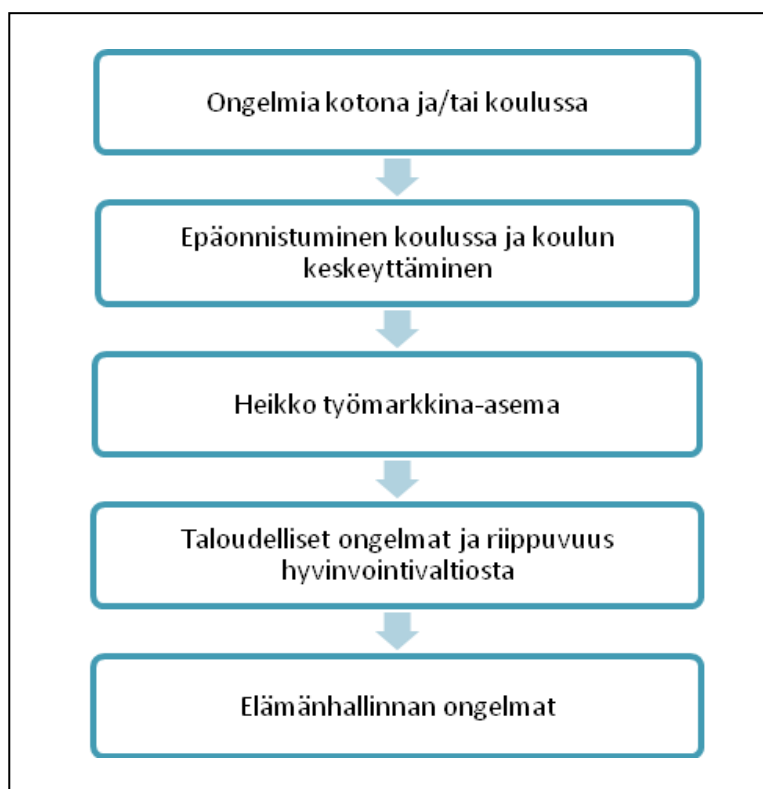 Ongelmia kotona ja/tai koulussa
Epäonnistuminen koulussa ja koulun
keskeyttäminen
Heikko työmarkkina-asema
Taloudelliset ongelmat ja riippuvuus
hyvinvointivaltiosta
Elämänhallinnan ongelmat